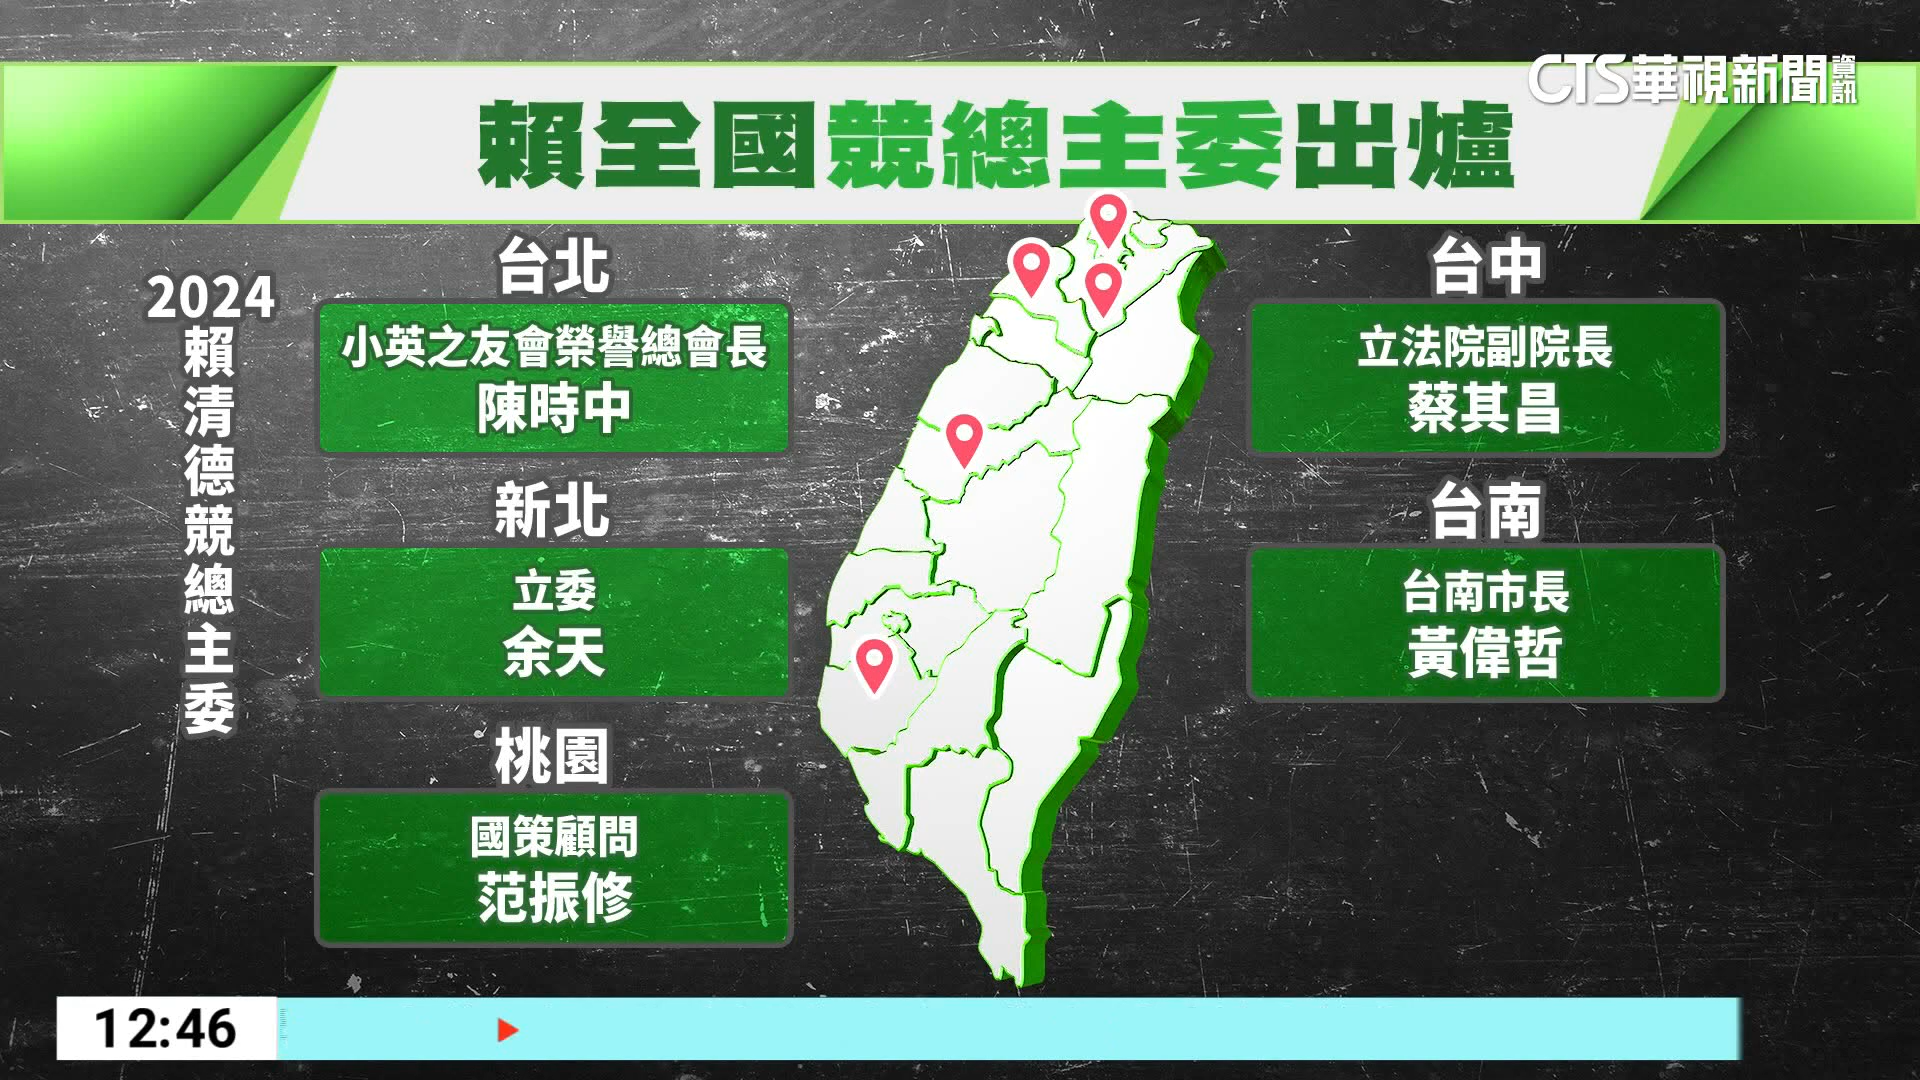 CTS華視新聞資訊
賴全國競總主委出爐
2024
賴清德競總主委
台北
小英之友會榮譽總會長
陳時中
新北
立委
余天
桃園
國策顧問
范振修
台中
立法院副院長
蔡其昌
台南
台南市長
黃偉哲
12:46